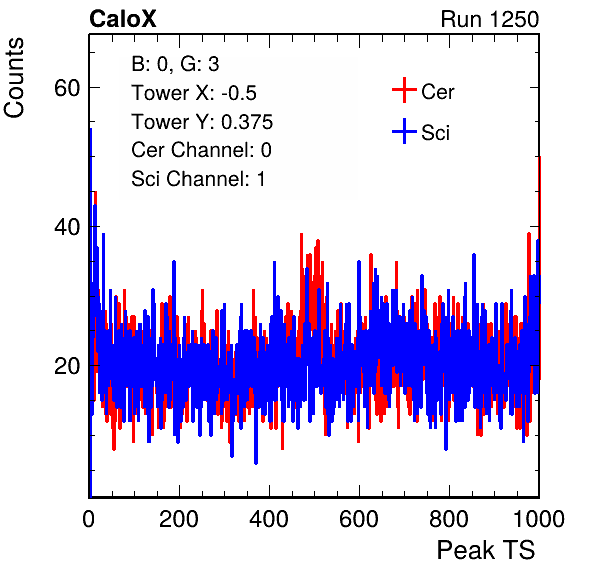 CaloX Run 1250
Counts
B: 0, G: 3
Tower X: -0.5
Tower Y: 0.375
Cer Channel: 0
Sci Channel: 1
Cer
Sci
60
40
20
0 200 400 600 800 1000
Peak TS